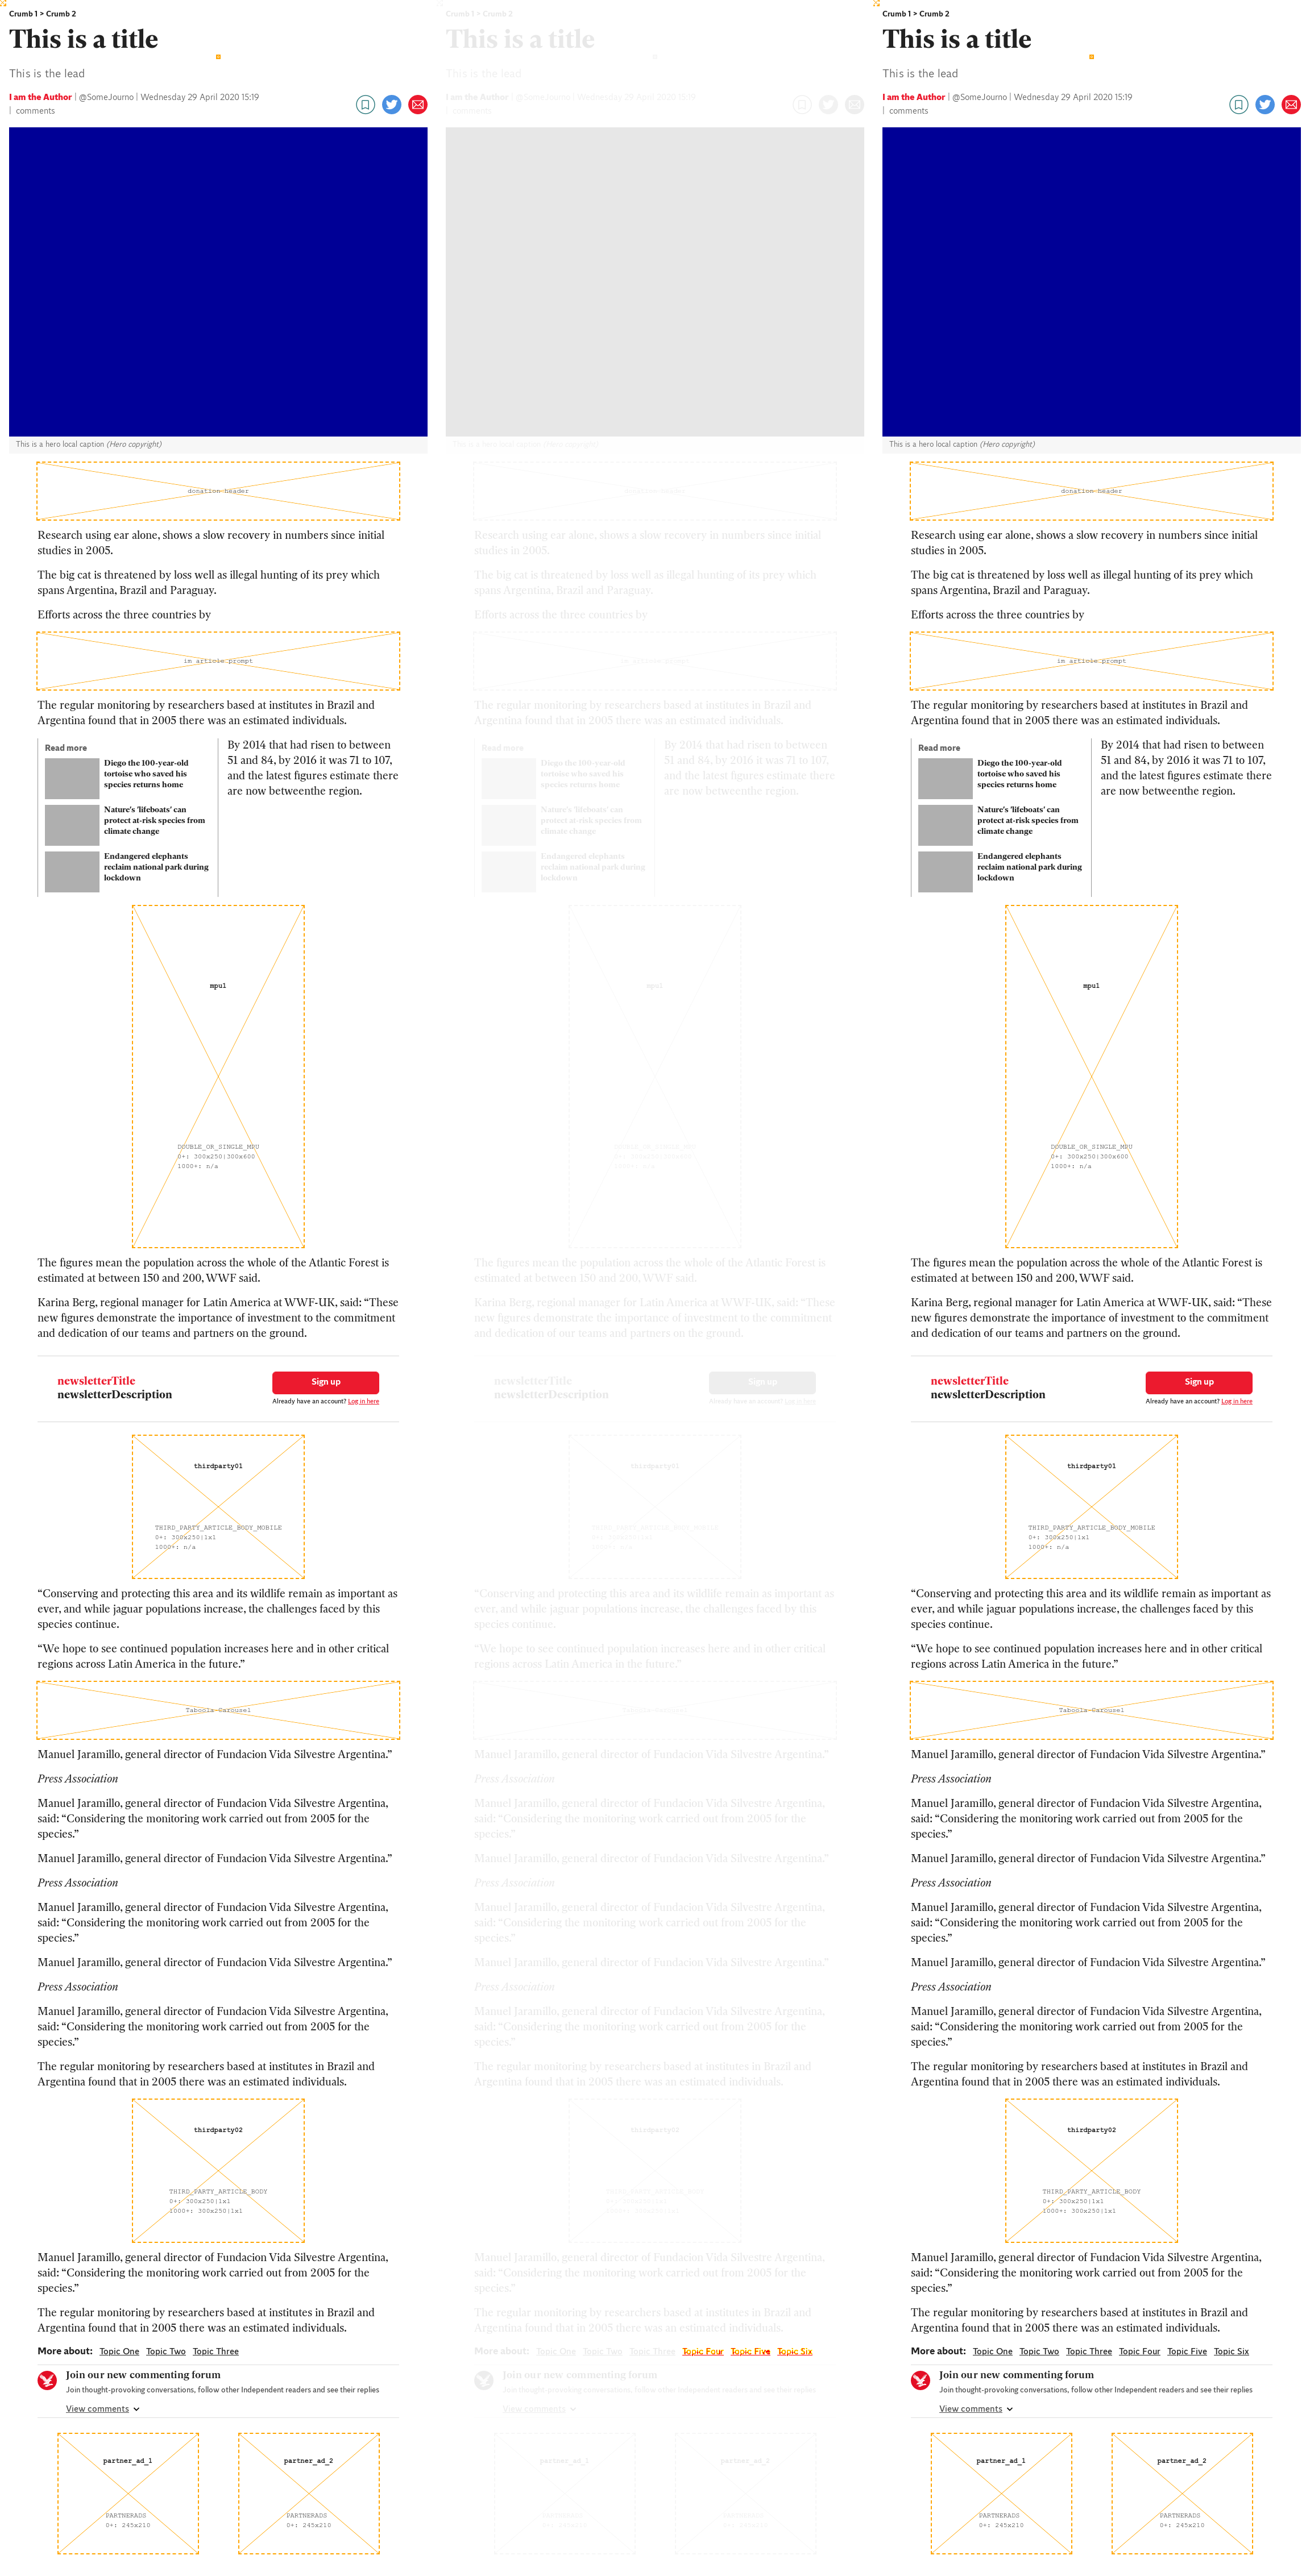 Crumb 1 > Crumb 2
This is a title
This is the lead
I am the Author | @SomeJourno | Wednesday 29 April 2020 15:19
| comments
This is a hero local caption (Hero copyright)
donation header
Research using ear alone, shows a slow recovery in numbers since initial
studies in 2005.
The big cat is threatened by loss well as illegal hunting of its prey which
spans Argentina, Brazil and Paraguay.
Efforts across the three countries by
im article prompt
The regular monitoring by researchers based at institutes in Brazil and
Argentina found that in 2005 there was an estimated individuals.
Read more
Diego the 100-year-old
tortoise who saved his
species returns home
Nature's 'lifeboats' can
protect at-risk species from
climate change
Endangered elephants
reclaim national park during
lockdown
By 2014 that had risen to between
51 and 84, by 2016 it was 71 to 107,
and the latest figures estimate there
are now betweenthe region.
mpu1
DOUBLE_OR_SINGLE_MPU
0+: 300x250|300x600
1000+: n/a
The figures mean the population across the whole of the Atlantic Forest is
estimated at between 150 and 200, WWF said.
Karina Berg, regional manager for Latin America at WWF-UK, said: “These
new figures demonstrate the importance of investment to the commitment
and dedication of our teams and partners on the ground.
newsletterTitle
newsletterDescription
Sign up
Already have an account? Log in here
thirdparty01
THIRD_PARTY_ARTICLE_BODY_MOBILE
0+: 300x250|1x1
1000+: n/a
“Conserving and protecting this area and its wildlife remain as important as
ever, and while jaguar populations increase, the challenges faced by this
species continue.
“We hope to see continued population increases here and in other critical
regions across Latin America in the future.”
Taboola Carousel
Manuel Jaramillo, general director of Fundacion Vida Silvestre Argentina.”
Press Association
Manuel Jaramillo, general director of Fundacion Vida Silvestre Argentina,
said: “Considering the monitoring work carried out from 2005 for the
species.”
Manuel Jaramillo, general director of Fundacion Vida Silvestre Argentina.”
Press Association
Manuel Jaramillo, general director of Fundacion Vida Silvestre Argentina,
said: “Considering the monitoring work carried out from 2005 for the
species.”
Manuel Jaramillo, general director of Fundacion Vida Silvestre Argentina.”
Press Association
Manuel Jaramillo, general director of Fundacion Vida Silvestre Argentina,
said: “Considering the monitoring work carried out from 2005 for the
species.”
The regular monitoring by researchers based at institutes in Brazil and
Argentina found that in 2005 there was an estimated individuals.
thirdparty02
THIRD_PARTY_ARTICLE_BODY
0+: 300x250|1x1
1000+: 300x250|1x1
Manuel Jaramillo, general director of Fundacion Vida Silvestre Argentina,
said: “Considering the monitoring work carried out from 2005 for the
species.”
The regular monitoring by researchers based at institutes in Brazil and
Argentina found that in 2005 there was an estimated individuals.
More about: Topic One Topic Two Topic Three
Join our new commenting forum
Join thought-provoking conversations, follow other Independent readers and see their replies
View comments
partner_ad_1
PARTNERADS
0+: 245x210
partner_ad_2
PARTNERADS
0+: 245x210
Crumb 1 > Crumb 2
This is a title
This is the lead
I am the Author | @SomeJourno | Wednesday 29 April 2020 15:19
| comments
This is a hero local caption (Hero copyright)
donation header
Research using ear alone, shows a slow recovery in numbers since initial
studies in 2005.
The big cat is threatened by loss well as illegal hunting of its prey which
spans Argentina, Brazil and Paraguay.
Efforts across the three countries by
The regular monitoring by researchers based at institutes in Brazil and
Argentina found that in 2005 there was an estimated individuals.
Read more
Diego the 100-year-old
tortoise who saved his
species returns home
Nature's 'lifeboats' can
protect at-risk species from
climate change
Endangered elephants
reclaim national park during
lockdown
By 2014 that had risen to between
51 and 84, by 2016 it was 71 to 107,
and the latest figures estimate there
are now betweenthe region.
mpu1
The figures mean the population across the whole of the Atlantic Forest is
estimated at between 150 and 200, WWF said.
Karina Berg, regional manager for Latin America at WWF-UK, said: “These
new figures demonstrate the importance of investment to the commitment
and dedication of our teams and partners on the ground.
newsletterTitle
newsletterDescription
Sign up
Already have an account? Log in here
thirdparty01
“Conserving and protecting this area and its wildlife remain as important as
ever, and while jaguar populations increase, the challenges faced by this
species continue.
“We hope to see continued population increases here and in other critical
regions across Latin America in the future.”
Manuel Jaramillo, general director of Fundacion Vida Silvestre Argentina.”
Press Association
Manuel Jaramillo, general director of Fundacion Vida Silvestre Argentina,
said: “Considering the monitoring work carried out from 2005 for the
species.”
Manuel Jaramillo, general director of Fundacion Vida Silvestre Argentina.”
Press Association
Manuel Jaramillo, general director of Fundacion Vida Silvestre Argentina,
said: “Considering the monitoring work carried out from 2005 for the
species.”
Manuel Jaramillo, general director of Fundacion Vida Silvestre Argentina.”
Press Association
Manuel Jaramillo, general director of Fundacion Vida Silvestre Argentina,
said: “Considering the monitoring work carried out from 2005 for the
species.”
The regular monitoring by researchers based at institutes in Brazil and
Argentina found that in 2005 there was an estimated individuals.
thirdparty02
Manuel Jaramillo, general director of Fundacion Vida Silvestre Argentina,
said: “Considering the monitoring work carried out from 2005 for the
species.”
The regular monitoring by researchers based at institutes in Brazil and
Argentina found that in 2005 there was an estimated individuals.
More about: Topic One Topic Two Topic Three Topic Four Topic Five Topic Six
Join our new commenting forum
Join thought-provoking conversations, follow other Independent readers and see their replies
View comments
partner_ad_1
partner_ad_2
Crumb 1 > Crumb 2
This is a title
This is the lead
I am the Author | @SomeJourno | Wednesday 29 April 2020 15:19
| comments
This is a hero local caption (Hero copyright)
donation header
Research using ear alone, shows a slow recovery in numbers since initial
studies in 2005.
The big cat is threatened by loss well as illegal hunting of its prey which
spans Argentina, Brazil and Paraguay.
Efforts across the three countries by
im article prompt
The regular monitoring by researchers based at institutes in Brazil and
Argentina found that in 2005 there was an estimated individuals.
Read more
Diego the 100-year-old
tortoise who saved his
species returns home
Nature's 'lifeboats' can
protect at-risk species from
climate change
Endangered elephants
reclaim national park during
lockdown
By 2014 that had risen to between
51 and 84, by 2016 it was 71 to 107,
and the latest figures estimate there
are now betweenthe region.
mpu1
DOUBLE_OR_SINGLE_MPU
0+: 300x250|300x600
1000+: n/a
The figures mean the population across the whole of the Atlantic Forest is
estimated at between 150 and 200, WWF said.
Karina Berg, regional manager for Latin America at WWF-UK, said: “These
new figures demonstrate the importance of investment to the commitment
and dedication of our teams and partners on the ground.
newsletterTitle
newsletterDescription
Sign up
Already have an account? Log in here
thirdparty01
THIRD_PARTY_ARTICLE_BODY_MOBILE
0+: 300x250|1x1
1000+: n/a
“Conserving and protecting this area and its wildlife remain as important as
ever, and while jaguar populations increase, the challenges faced by this
species continue.
“We hope to see continued population increases here and in other critical
regions across Latin America in the future.”
Taboola Carousel
Manuel Jaramillo, general director of Fundacion Vida Silvestre Argentina.”
Press Association
Manuel Jaramillo, general director of Fundacion Vida Silvestre Argentina,
said: “Considering the monitoring work carried out from 2005 for the
species.”
Manuel Jaramillo, general director of Fundacion Vida Silvestre Argentina.”
Press Association
Manuel Jaramillo, general director of Fundacion Vida Silvestre Argentina,
said: “Considering the monitoring work carried out from 2005 for the
species.”
Manuel Jaramillo, general director of Fundacion Vida Silvestre Argentina.”
Press Association
Manuel Jaramillo, general director of Fundacion Vida Silvestre Argentina,
said: “Considering the monitoring work carried out from 2005 for the
species.”
The regular monitoring by researchers based at institutes in Brazil and
Argentina found that in 2005 there was an estimated individuals.
thirdparty02
THIRD_PARTY_ARTICLE_BODY
0+: 300x250|1x1
1000+: 300x250|1x1
Manuel Jaramillo, general director of Fundacion Vida Silvestre Argentina,
said: “Considering the monitoring work carried out from 2005 for the
species.”
The regular monitoring by researchers based at institutes in Brazil and
Argentina found that in 2005 there was an estimated individuals.
More about: Topic One Topic Two Topic Three Topic Four Topic Five Topic Six
Join our new commenting forum
Join thought-provoking conversations, follow other Independent readers and see their replies
View comments
partner_ad_1
PARTNERADS
0+: 245x210
partner_ad_2
PARTNERADS
0+: 245x210